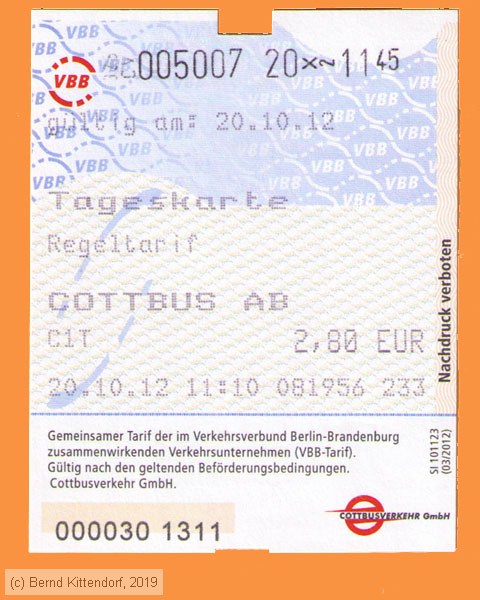 VBB
005007 20 1145
gültig am: 20.10.12
Tageskarte
Regeltarif
COTTBUS AB
C1T 2,80 EUR
20.10.12 11:10 081956 233
Nachdruck verboten
Gemeinsamer Tarif der im Verkehrsverbund Berlin-Brandenburg
zusammenwirkenden Verkehrsunternehmen (VBB-Tarif).
Gültig nach den geltenden Beförderungsbedingungen.
Cottbusverkehr GmbH.
SI 101123
(03/2012)
COTTBUSVERKEHR GmbH
000030 1311
(c) Bernd Kittendorf, 2019